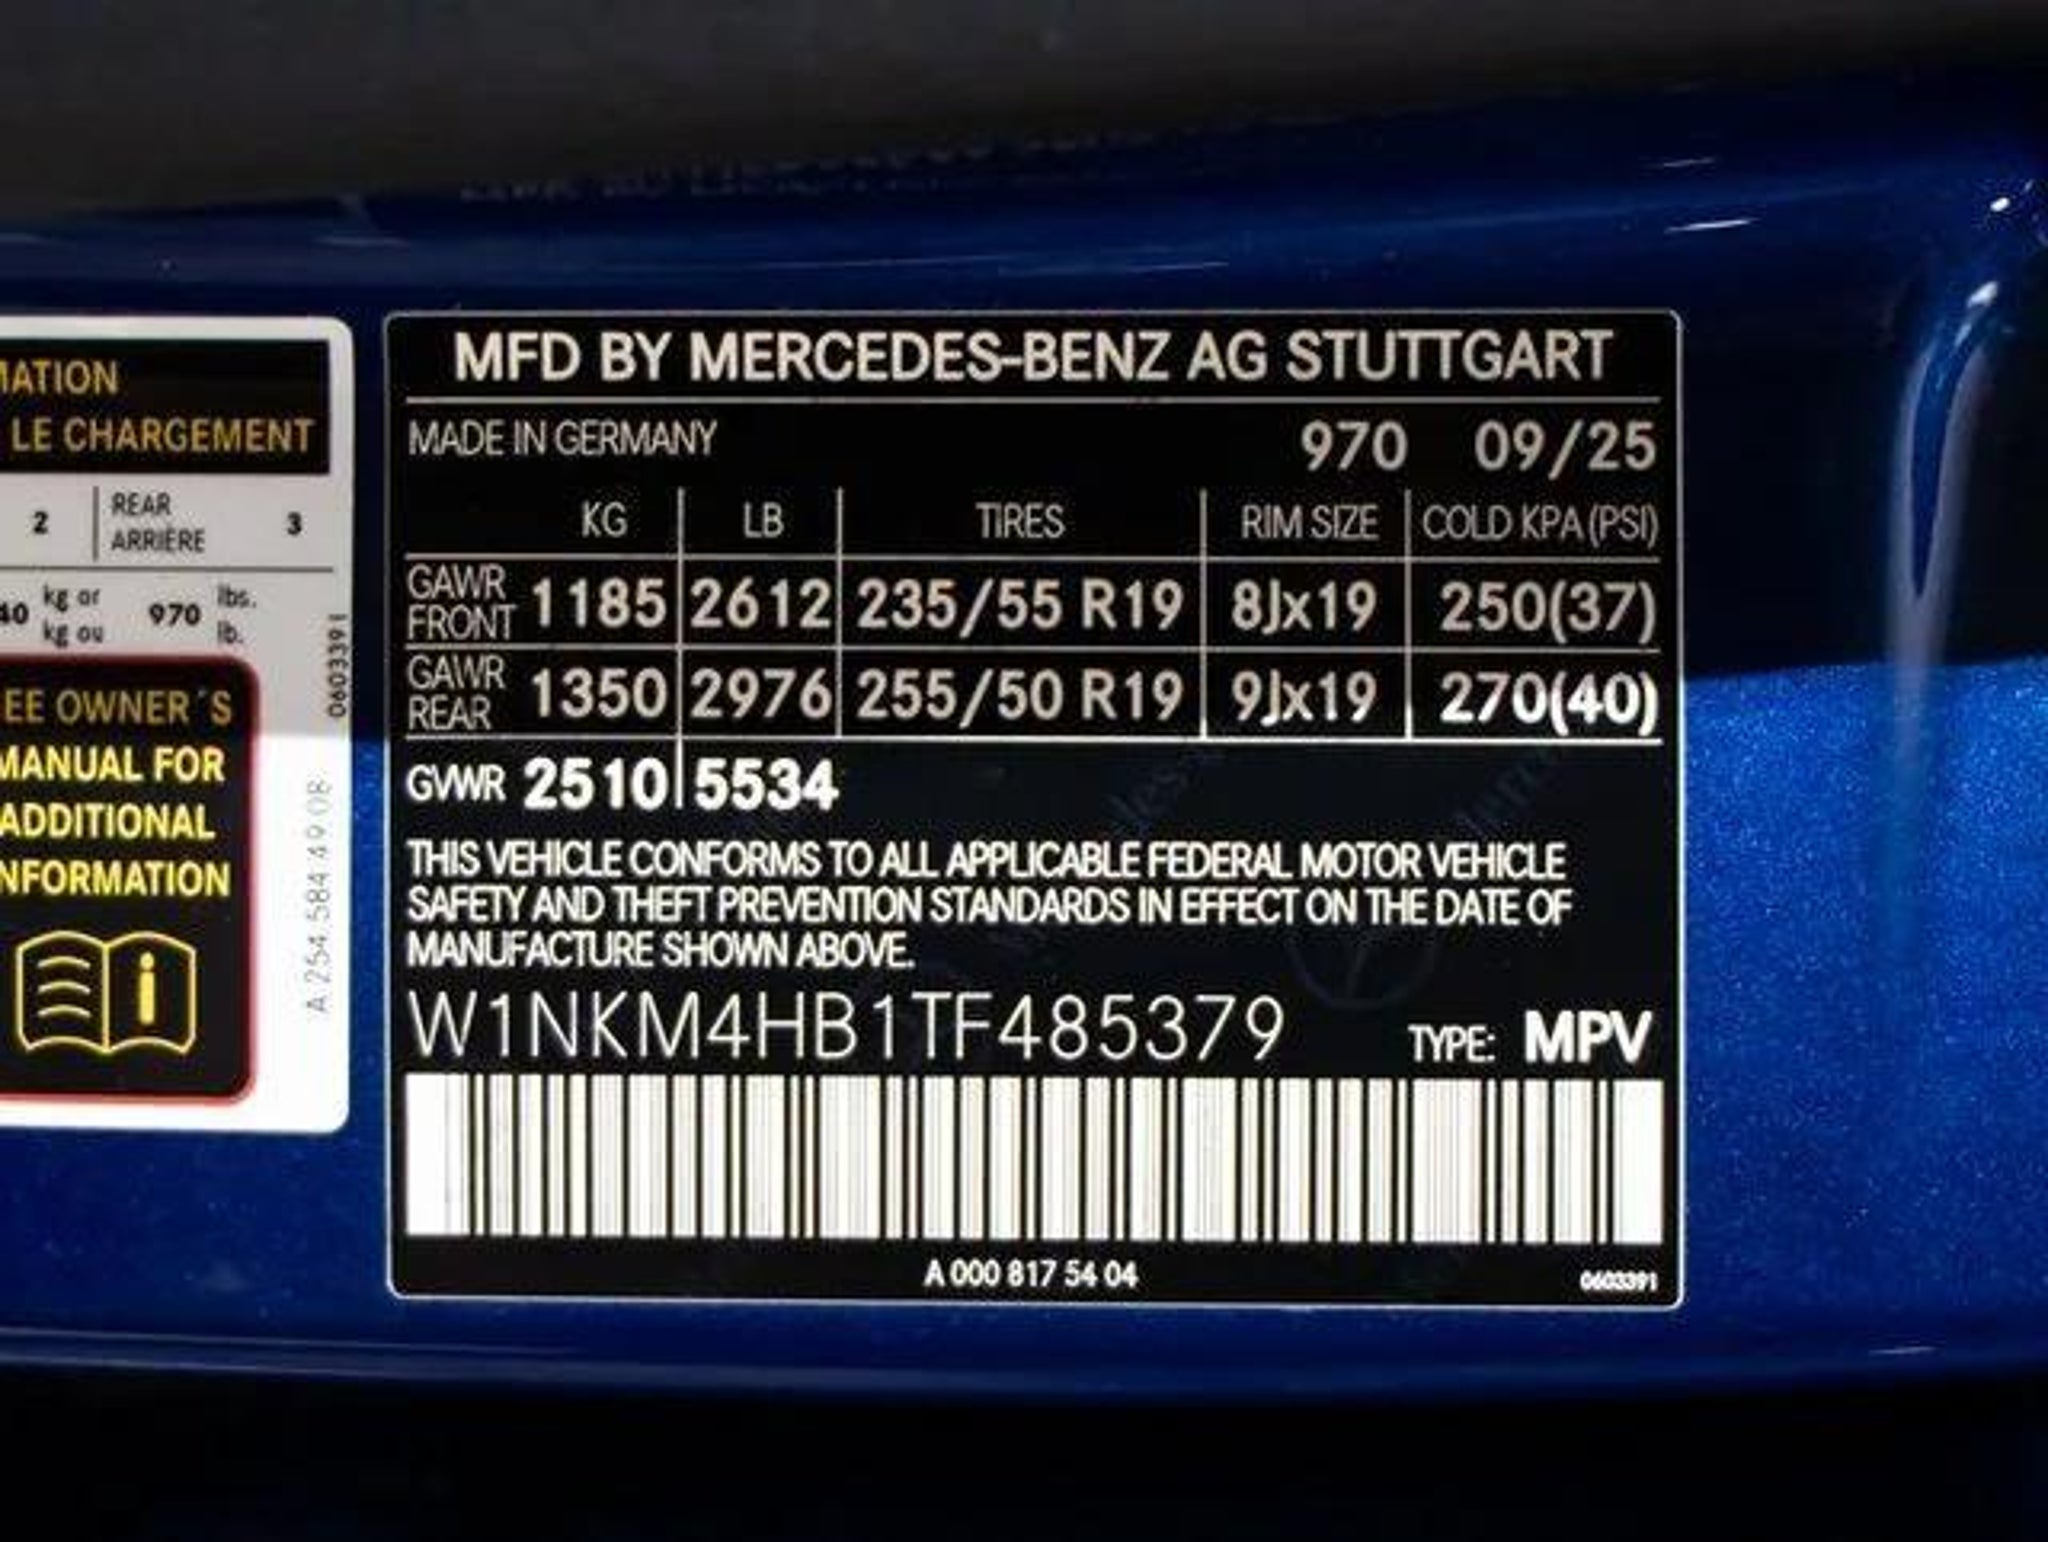 MATION
LE CHARGEMENT
2 REAR ARRIÈRE 3
40 kg or kg ou 970 lbs. lb.
0603391
EE OWNER´S
MANUAL FOR
ADDITIONAL
INFORMATION
A 254 584 49 08
MFD BY MERCEDES-BENZ AG STUTTGART
MADE IN GERMANY 970 09/25
KG LB TIRES RIM SIZE COLD KPA (PSI)
GAWR FRONT 1185 2612 235/55 R19 8Jx19 250(37)
GAWR REAR 1350 2976 255/50 R19 9Jx19 270(40)
GVWR 2510 5534
THIS VEHICLE CONFORMS TO ALL APPLICABLE FEDERAL MOTOR VEHICLE
SAFETY AND THEFT PREVENTION STANDARDS IN EFFECT ON THE DATE OF
MANUFACTURE SHOWN ABOVE.
W1NKM4HB1TF485379 TYPE: MPV
A 000 817 54 04 0603391